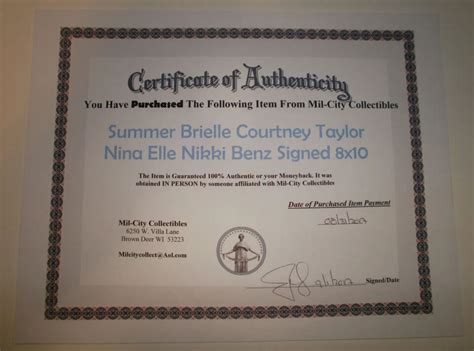 Certificate of Authenticity
You Have Purchased The Following Item From Mil-City Collectibles
Summer Brielle Courtney Taylor
Nina Elle Nikki Benz Signed 8x10
The Item is Guaranteed 100% Authentic or your Moneyback. It was
obtained IN PERSON by someone affiliated with Mil-City Collectibles
Date of Purchased Item Payment
Mil-City Collectibles
6250 W. Villa Lane
Brown Deer WI 53223
Milcitycollect@Aol.com
Signed/Date